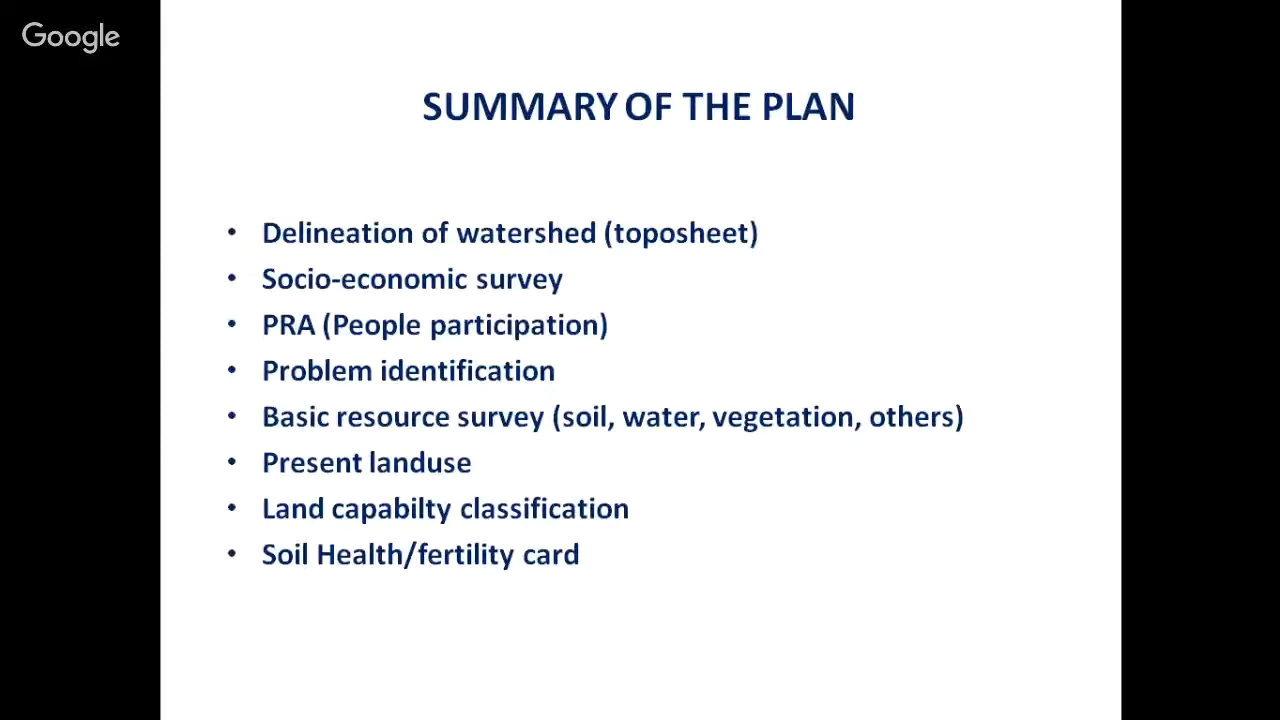 Google
SUMMARY OF THE PLAN
• Delineation of watershed (toposheet)
• Socio-economic survey
• PRA (People participation)
• Problem identification
• Basic resource survey (soil, water, vegetation, others)
• Present landuse
• Land capabilty classification
• Soil Health/fertility card